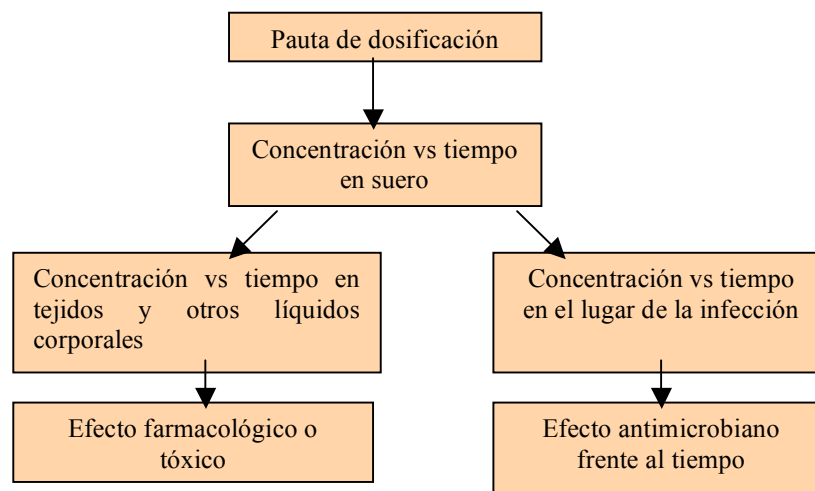 Pauta de dosificación
Concentración vs tiempo
en suero
Concentración vs tiempo en
tejidos y otros líquidos
corporales
Concentración vs tiempo
en el lugar de la infección
Efecto farmacológico o
tóxico
Efecto antimicrobiano
frente al tiempo